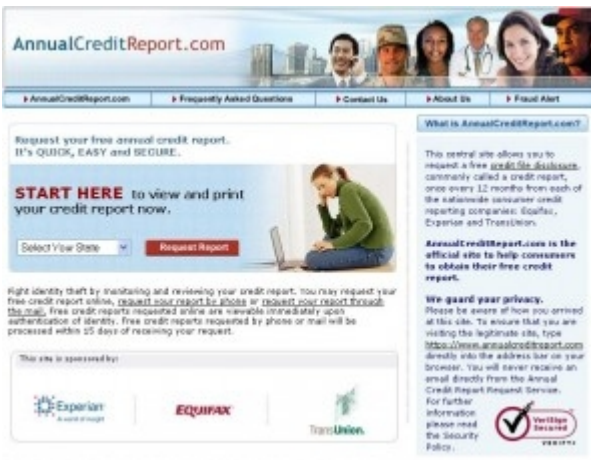 AnnualCreditReport.com
AnnualCreditReport.com
Frequently Asked Questions
Contact Us
About Us
Fraud Alert
Request your free annual credit report.
It's QUICK, EASY and SECURE.
START HERE to view and print
your credit report now.
Select Your State
Request Report
Fight identity theft by monitoring and reviewing your credit report. You may request your
free credit report online, request your report by phone or request your report through
the mail. Free credit reports requested online are viewable immediately upon
authentication of identity. Free credit reports requested by phone or mail will be
processed within 15 days of receiving your request.
This site is sponsored by:
Experian
A world of insight
EQUIFAX
TransUnion.
What is AnnualCreditReport.com?
This central site allows you to
request a free credit file disclosure,
commonly called a credit report,
once every 12 months from each of
the nationwide consumer credit
reporting companies: Equifax,
Experian and TransUnion.
AnnualCreditReport.com is the
official site to help consumers
to obtain their free credit
report.
We guard your privacy.
Please be aware of how you arrived
at this site. To ensure that you are
visiting the legitimate site, type
https://www.annualcreditreport.com
directly into the address bar on your
browser. You will never receive an
email directly from the Annual
Credit Report Request Service.
For further
information
please read
the Security
Policy.
VeriSign
Secured
VERIFY